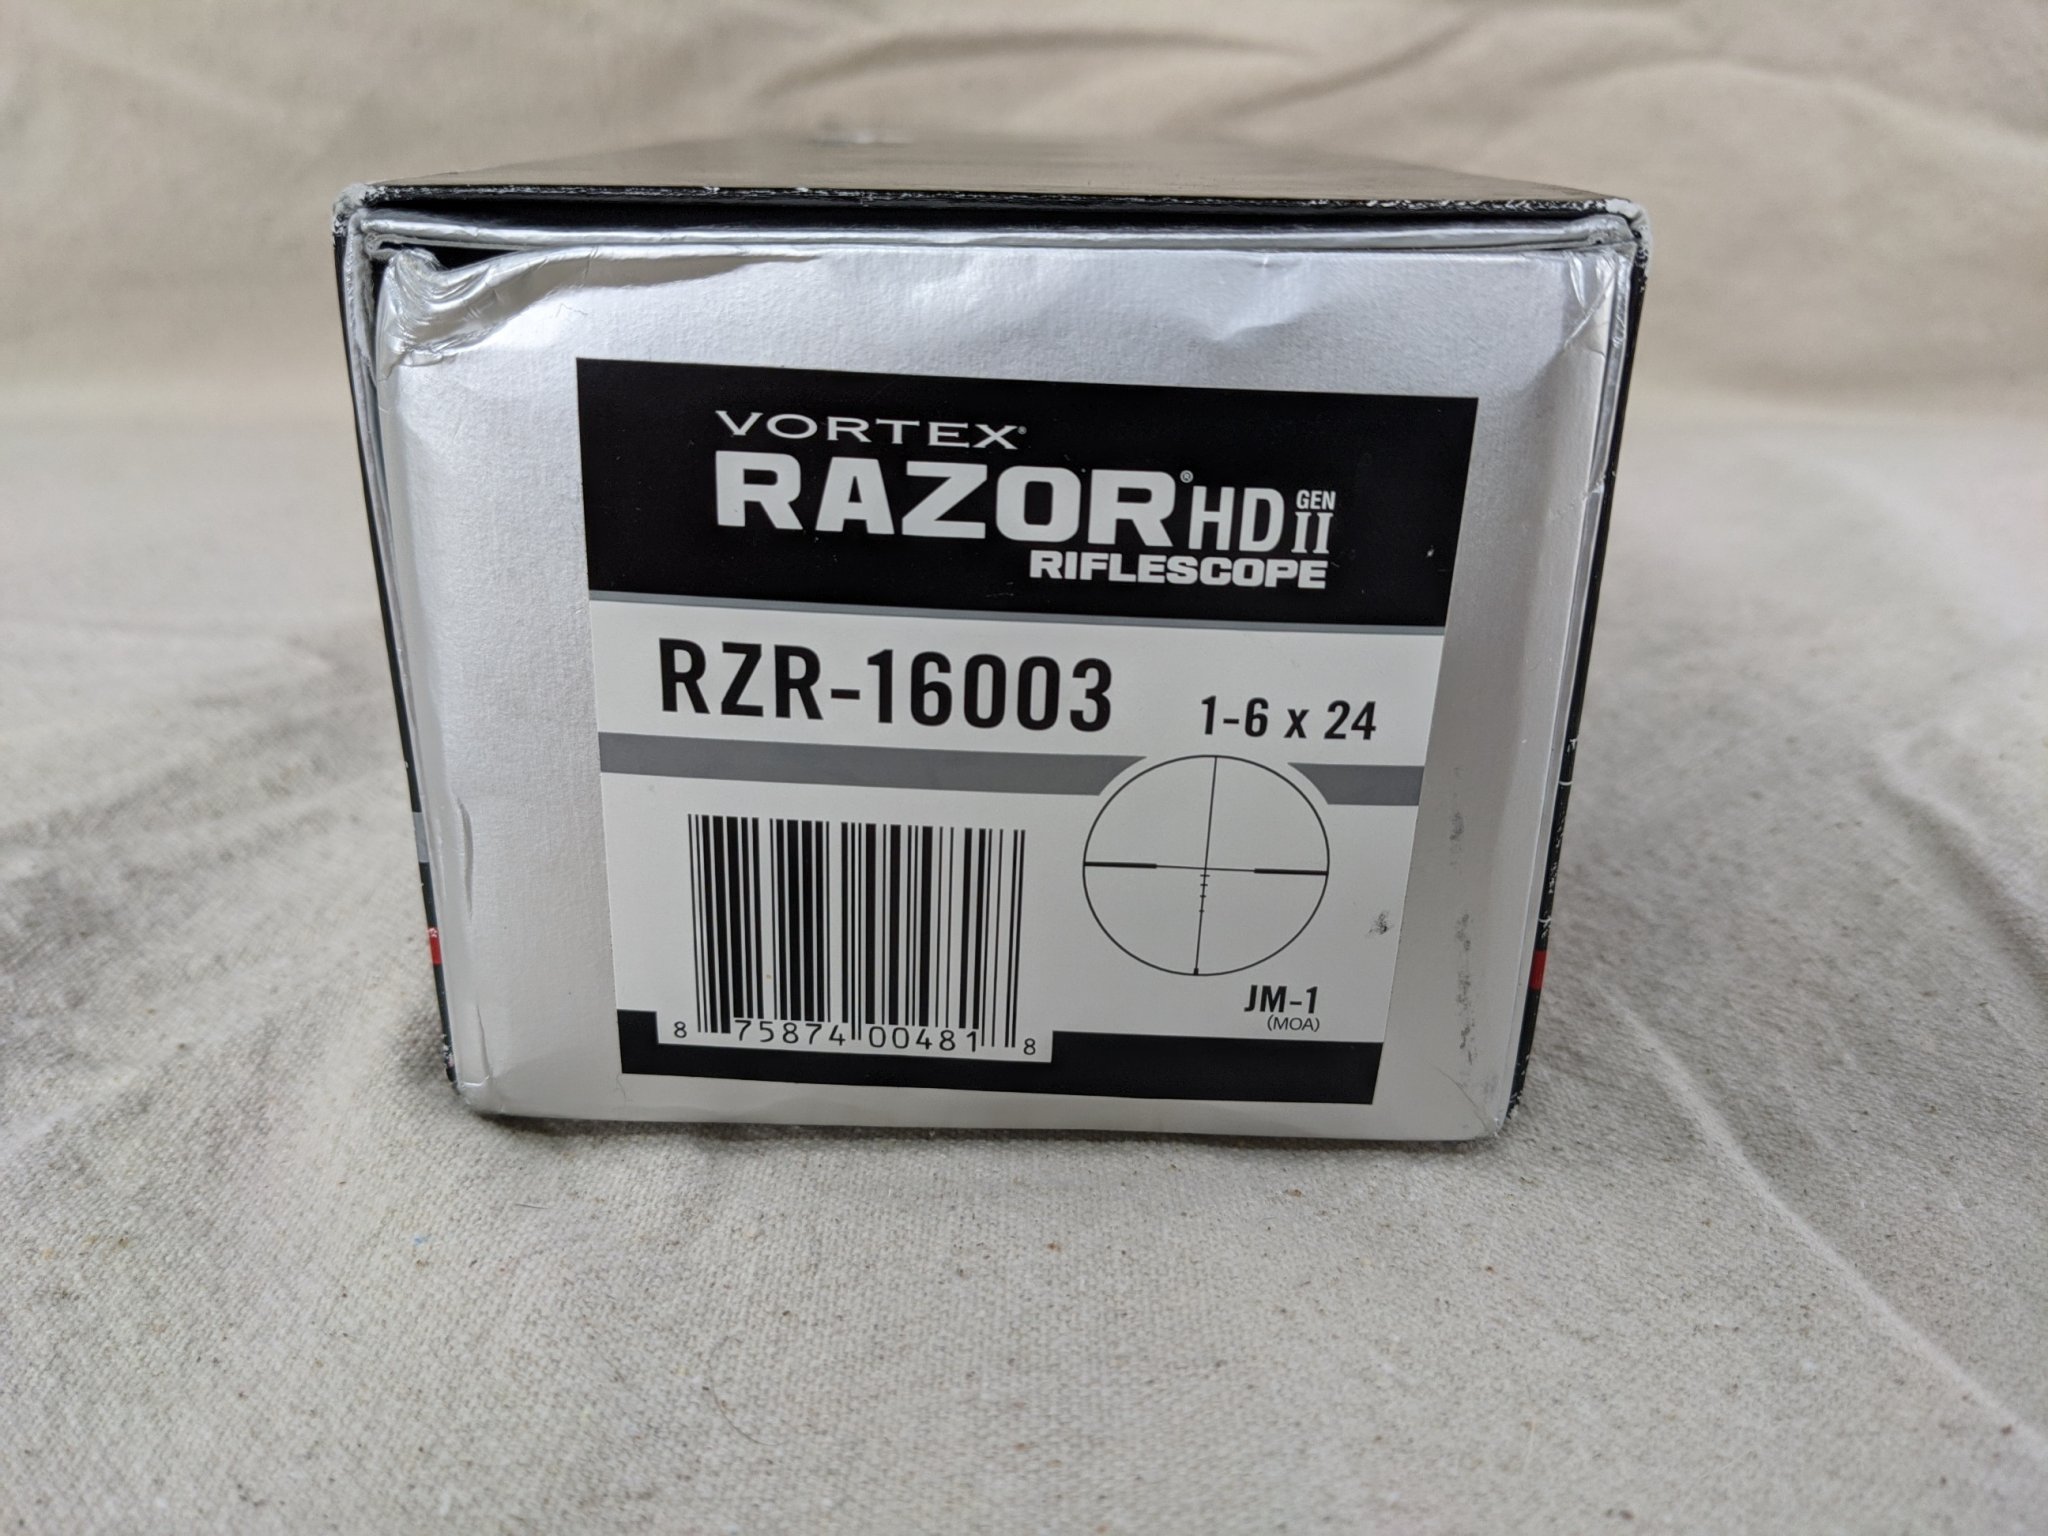 VORTEX®
RAZOR® HD GEN II
RIFLESCOPE
RZR-16003 1-6 x 24
JM-1
(MOA)
8 75874 00481 8